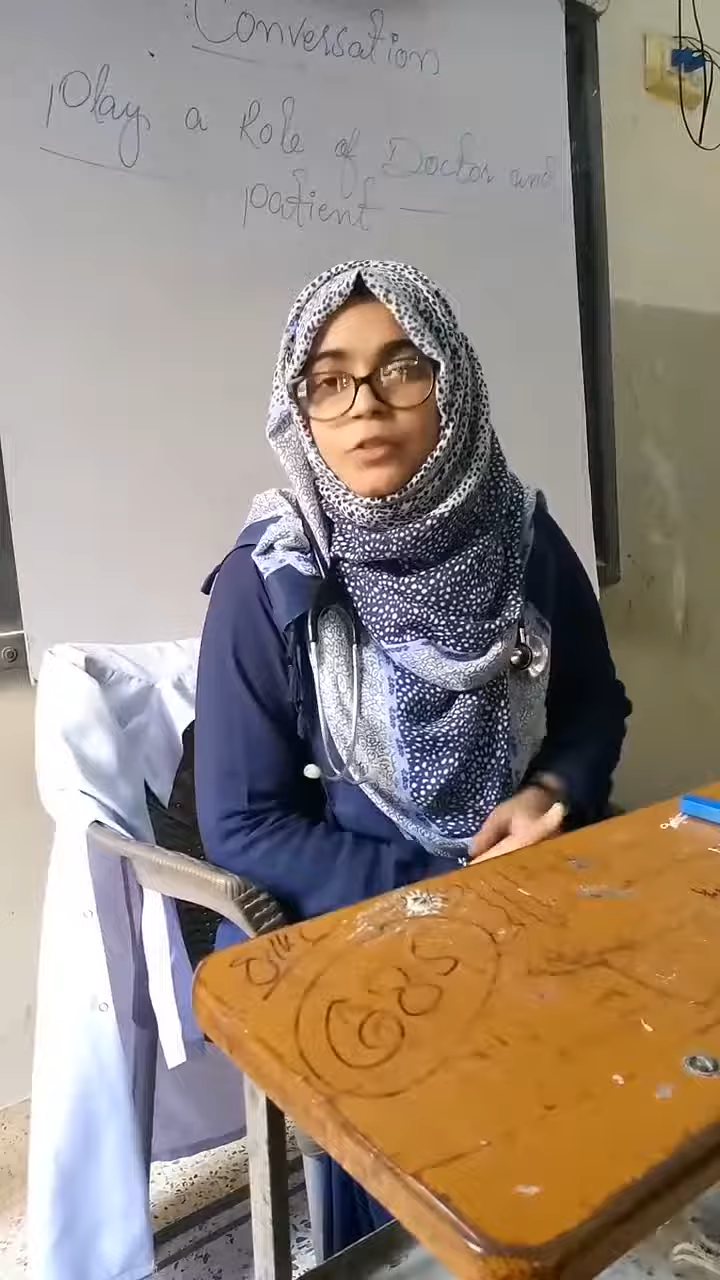 Conversation
Play a Role of Doctor and
patient